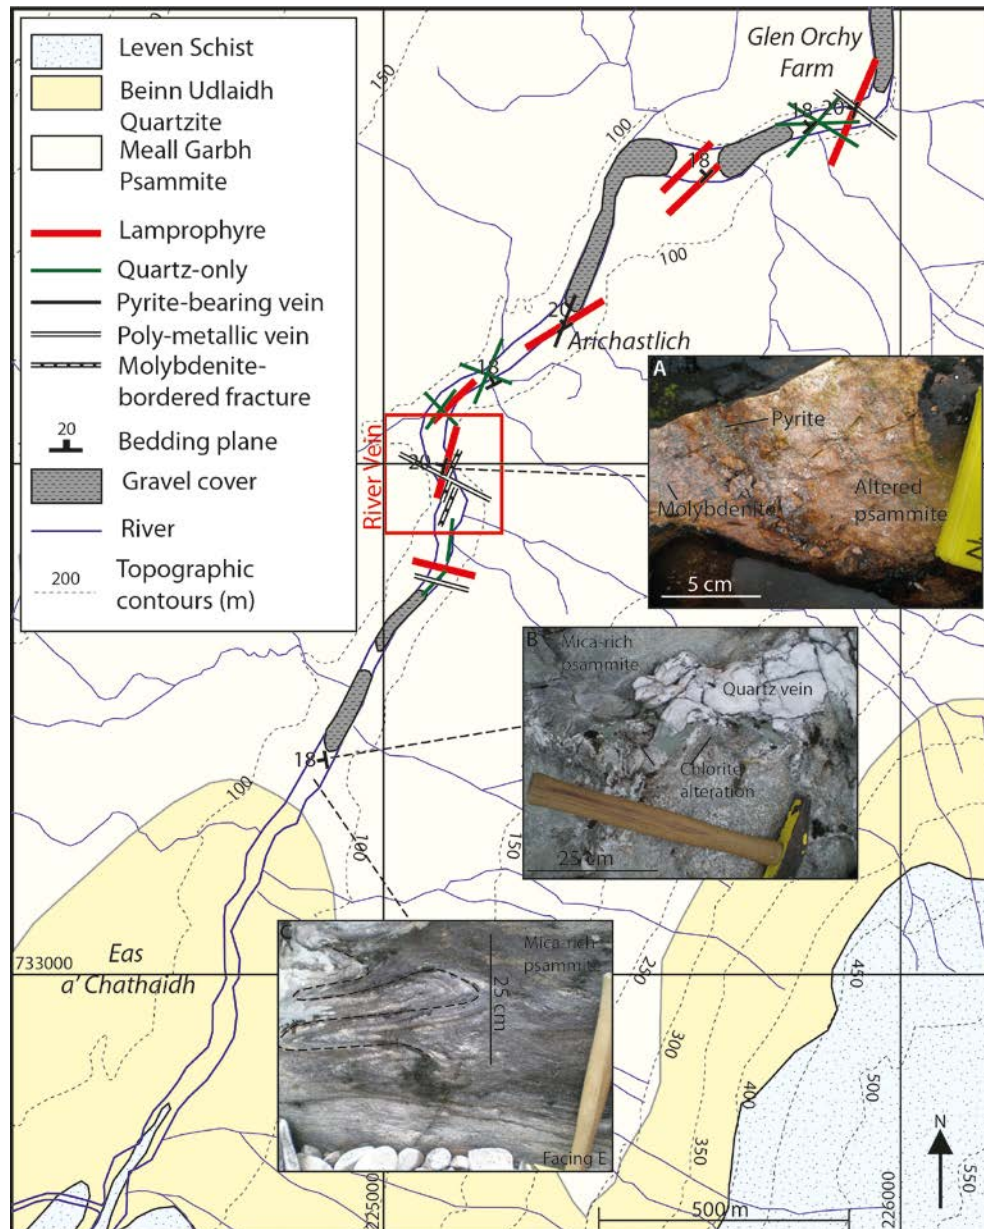 Leven Schist
Beinn Udlaidh
Quartzite
Meall Garbh
Psammite
Lamprophyre
Quartz-only
Pyrite-bearing vein
Poly-metallic vein
Molybdenite-
bordered fracture
20
Bedding plane
Gravel cover
River
200
Topographic
contours (m)
150
Glen Orchy
Farm
18
20
100
18
100
20
Arichastlich
18
River Vein
20
A
Pyrite
Molybdenite
Altered
psammite
5 cm
B
Mica-rich
psammite
Quartz vein
Chlorite
alteration
25 cm
18
100
100
150
C
Mica-rich
psammite
25 cm
Facing E
733000
Eas
a' Chathaidh
250
300
350
400
450
500
550
N
225000
226000
500 m